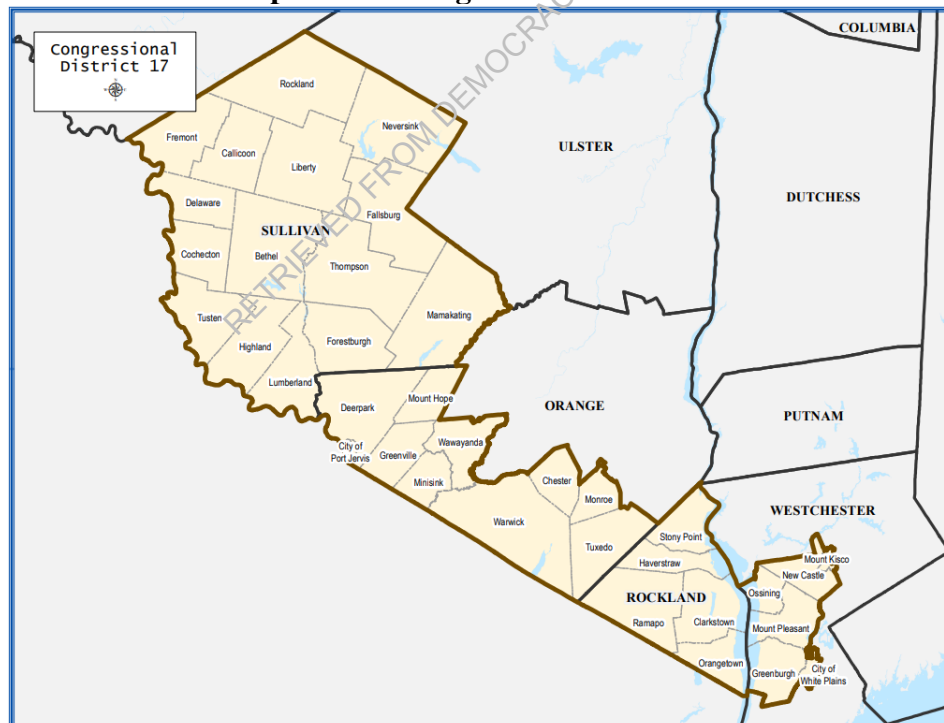 Congressional
District 17
COLUMBIA
RETRIEVED FROM DEMOCRAC
Rockland
Neversink
Fremont
Callicoon
Liberty
ULSTER
DUTCHESS
Delaware
Fallsburg
SULLIVAN
Cochecton
Bethel
Thompson
Tusten
Mamakating
Highland
Forestburgh
Lumberland
Deerpark
Mount Hope
ORANGE
PUTNAM
City of
Port Jervis
Wawayanda
Greenville
Minisink
Chester
Monroe
Warwick
WESTCHESTER
Tuxedo
Stony Point
Haverstraw
Mount Kisco
New Castle
Ossining
ROCKLAND
Ramapo
Clarkstown
Mount Pleasant
Orangetown
Greenburgh
City of
White Plains